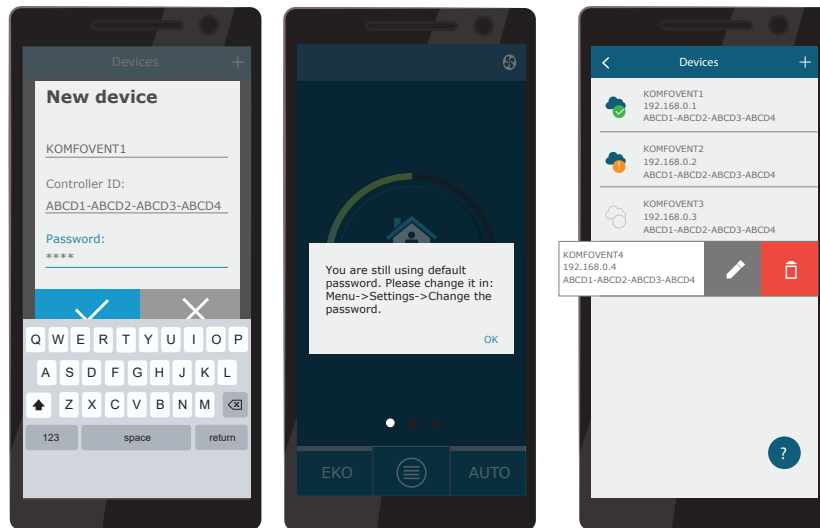 Devices
+
New device
KOMFOVENT1
Controller ID:
ABCD1-ABCD2-ABCD3-ABCD4
Password:
****
Q W E R T Y U I O P
A S D F G H J K L
Z X C V B N M
123 space return
You are still using default
password. Please change it in:
Menu->Settings->Change the
password.
OK
EKO
AUTO
Devices
+
KOMFOVENT1
192.168.0.1
ABCD1-ABCD2-ABCD3-ABCD4
KOMFOVENT2
192.168.0.2
ABCD1-ABCD2-ABCD3-ABCD4
KOMFOVENT3
192.168.0.3
ABCD1-ABCD2-ABCD3-ABCD4
KOMFOVENT4
192.168.0.4
ABCD1-ABCD2-ABCD3-ABCD4
?